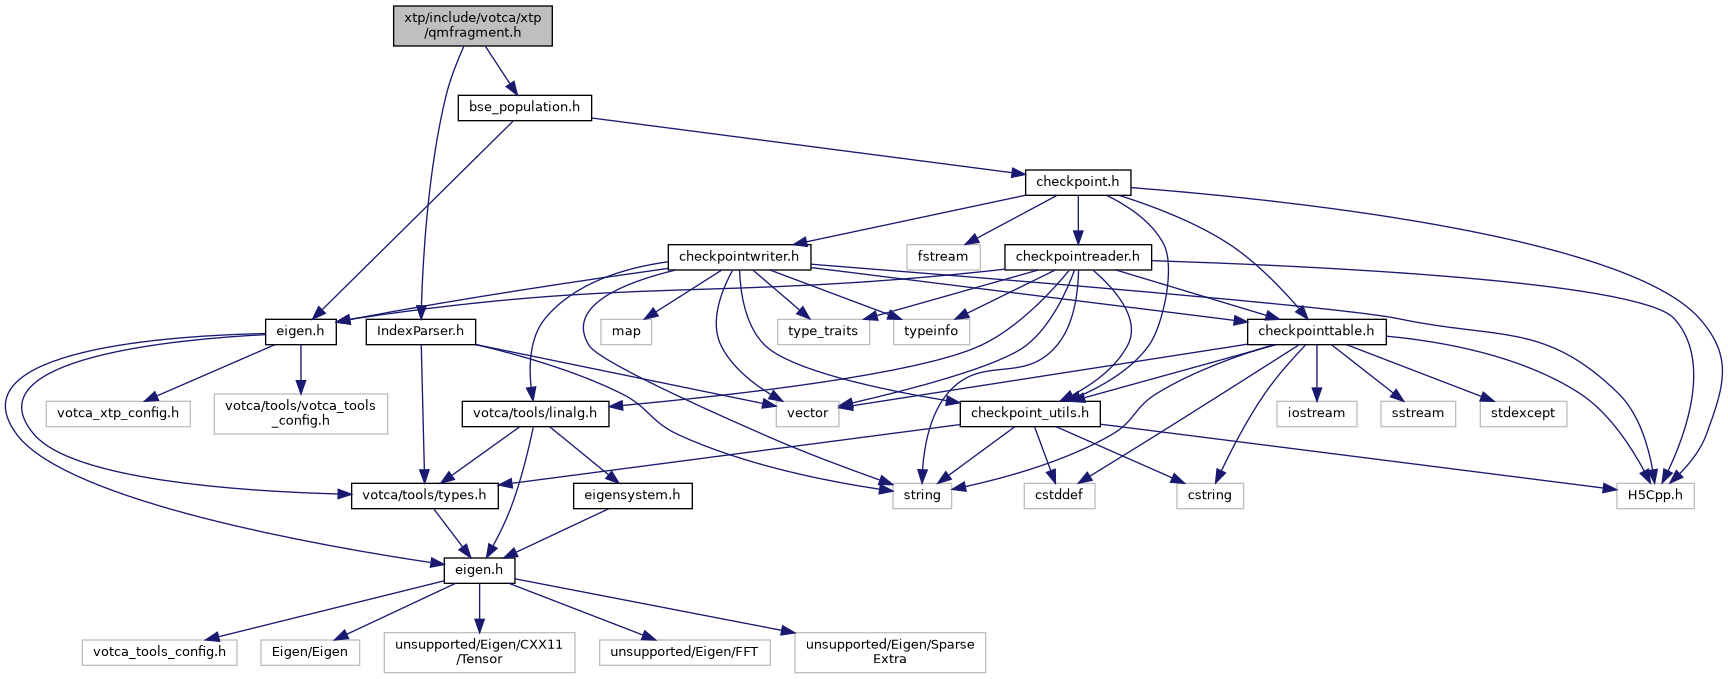 xtp/include/votca/xtp
/qmfragment.h
bse_population.h
checkpoint.h
checkpointwriter.h
fstream
checkpointreader.h
eigen.h
IndexParser.h
map
type_traits
typeinfo
checkpointtable.h
votca_xtp_config.h
votca/tools/votca_tools
_config.h
votca/tools/linalg.h
vector
checkpoint_utils.h
iostream
sstream
stdexcept
votca/tools/types.h
eigensystem.h
string
cstddef
cstring
H5Cpp.h
eigen.h
votca_tools_config.h
Eigen/Eigen
unsupported/Eigen/CXX11
/Tensor
unsupported/Eigen/FFT
unsupported/Eigen/Sparse
Extra